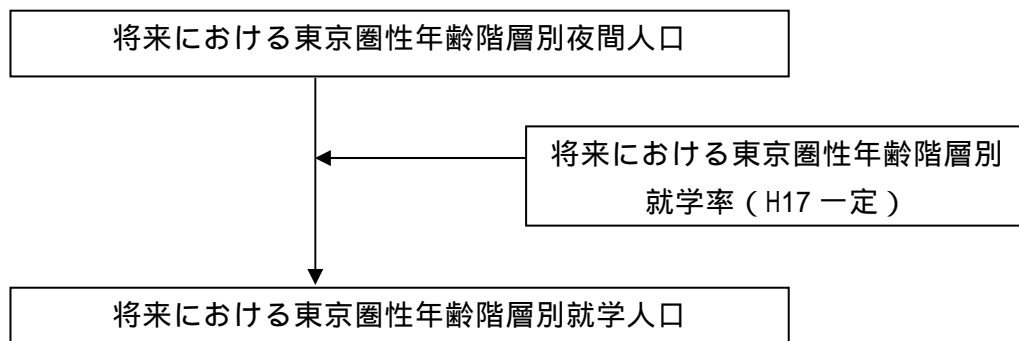 将来における東京圏性年齢階層別夜間人口
将来における東京圏性年齢階層別
就学率（H17 一定）
将来における東京圏性年齢階層別就学人口